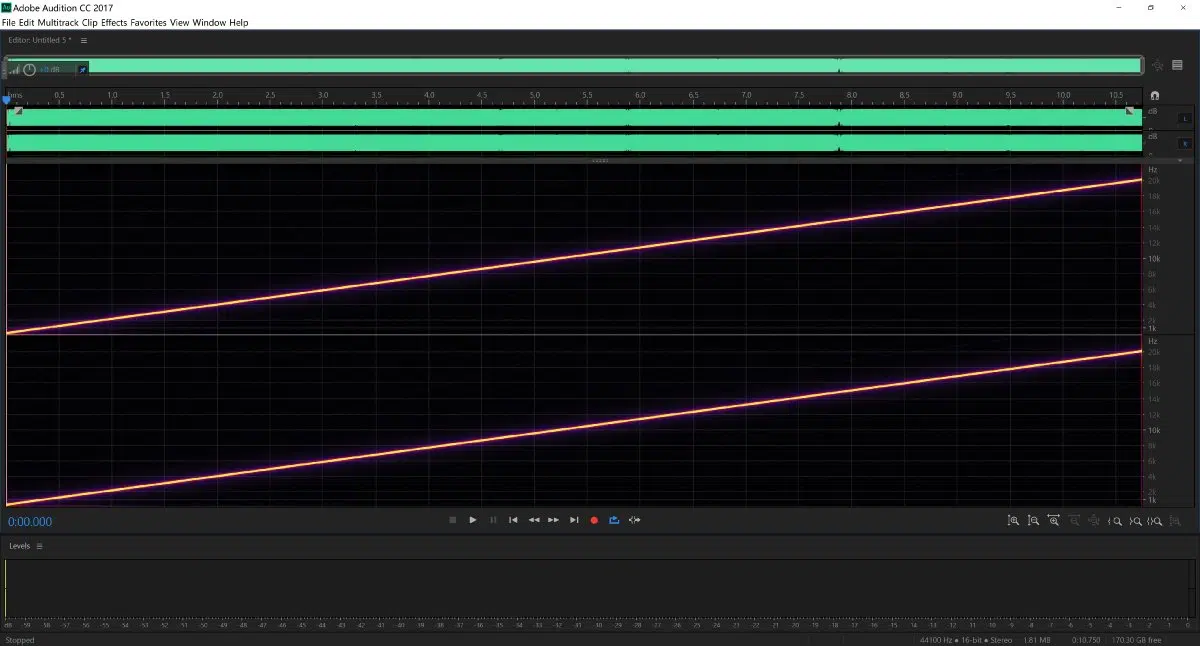 Adobe Audition CC 2017
File Edit Multitrack Clip Effects Favorites View Window Help
Editor: Untitled 5 *
+0 dB
hms 0.5 1.0 1.5 2.0 2.5 3.0 3.5 4.0 4.5 5.0 5.5 6.0 6.5 7.0 7.5 8.0 8.5 9.0 9.5 10.0 10.5
dB
L
dB
R
Hz
20k
18k
16k
14k
12k
10k
8k
6k
4k
2k
1k
Hz
20k
18k
16k
14k
12k
10k
8k
6k
4k
2k
1k
0:00.000
Levels
dB -59 -58 -57 -56 -55 -54 -53 -52 -51 -50 -49 -48 -47 -46 -45 -44 -43 -42 -41 -40 -39 -38 -37 -36 -35 -34 -33 -32 -31 -30 -29 -28 -27 -26 -25 -24 -23 -22 -21 -20 -19 -18 -17 -16 -15 -14 -13 -12 -11 -10 -9 -8 -7 -6 -5 -4 -3 -2 -1 0
Stopped 44100 Hz • 16-bit • Stereo 1.81 MB 0:10.750 170.30 GB free